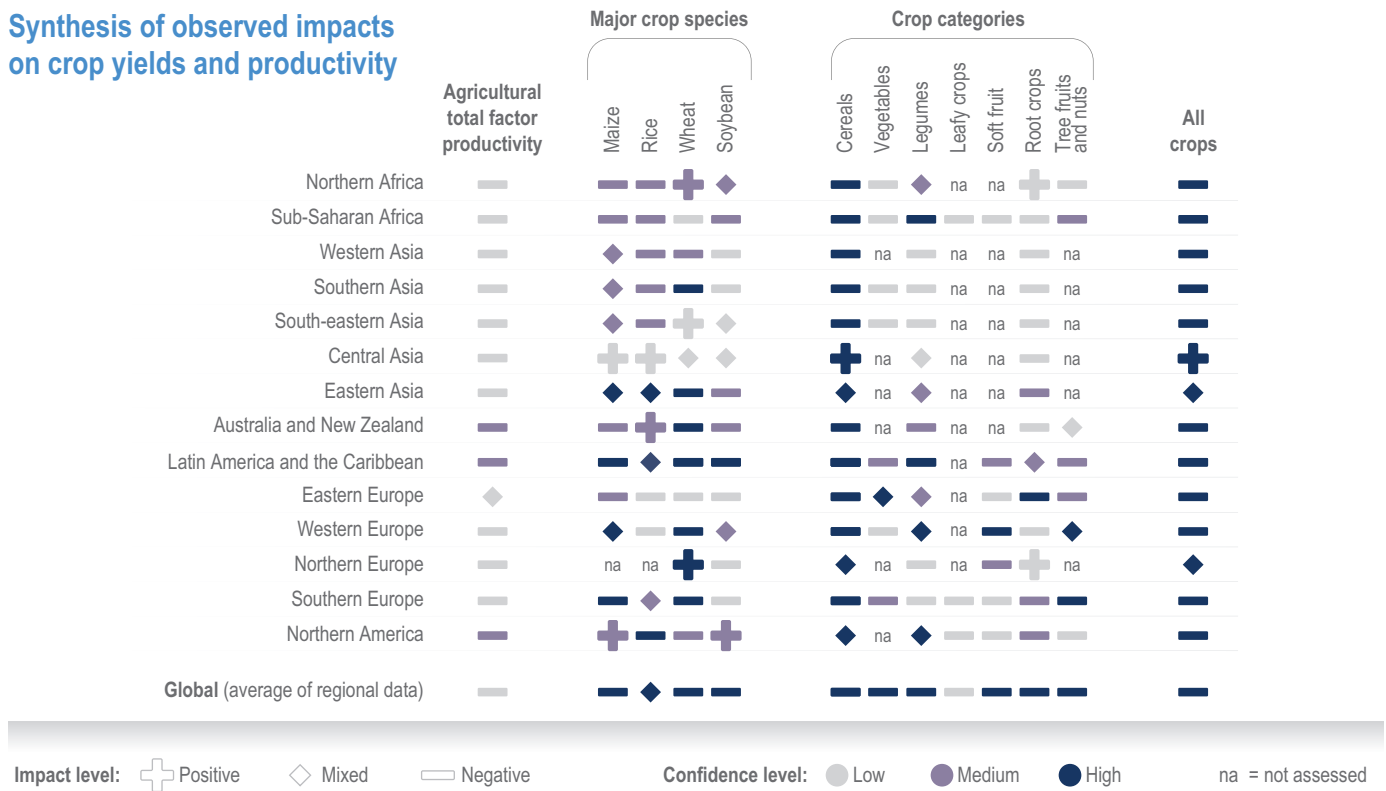 Synthesis of observed impacts
on crop yields and productivity
Major crop species
Crop categories
Agricultural
total factor
productivity
Maize
Rice
Wheat
Soybean
Cereals
Vegetables
Legumes
Leafy crops
Soft fruit
Root crops
Tree fruits
and nuts
All
crops
Northern Africa na na
Sub-Saharan Africa
Western Asia na na na na
Southern Asia na na na
South-eastern Asia na na na
Central Asia na na na na
Eastern Asia na na na na
Australia and New Zealand na na na
Latin America and the Caribbean na
Eastern Europe na
Western Europe na
Northern Europe na na na na na
Southern Europe
Northern America na
Global (average of regional data)
Impact level: Positive Mixed Negative Confidence level: Low Medium High na = not assessed